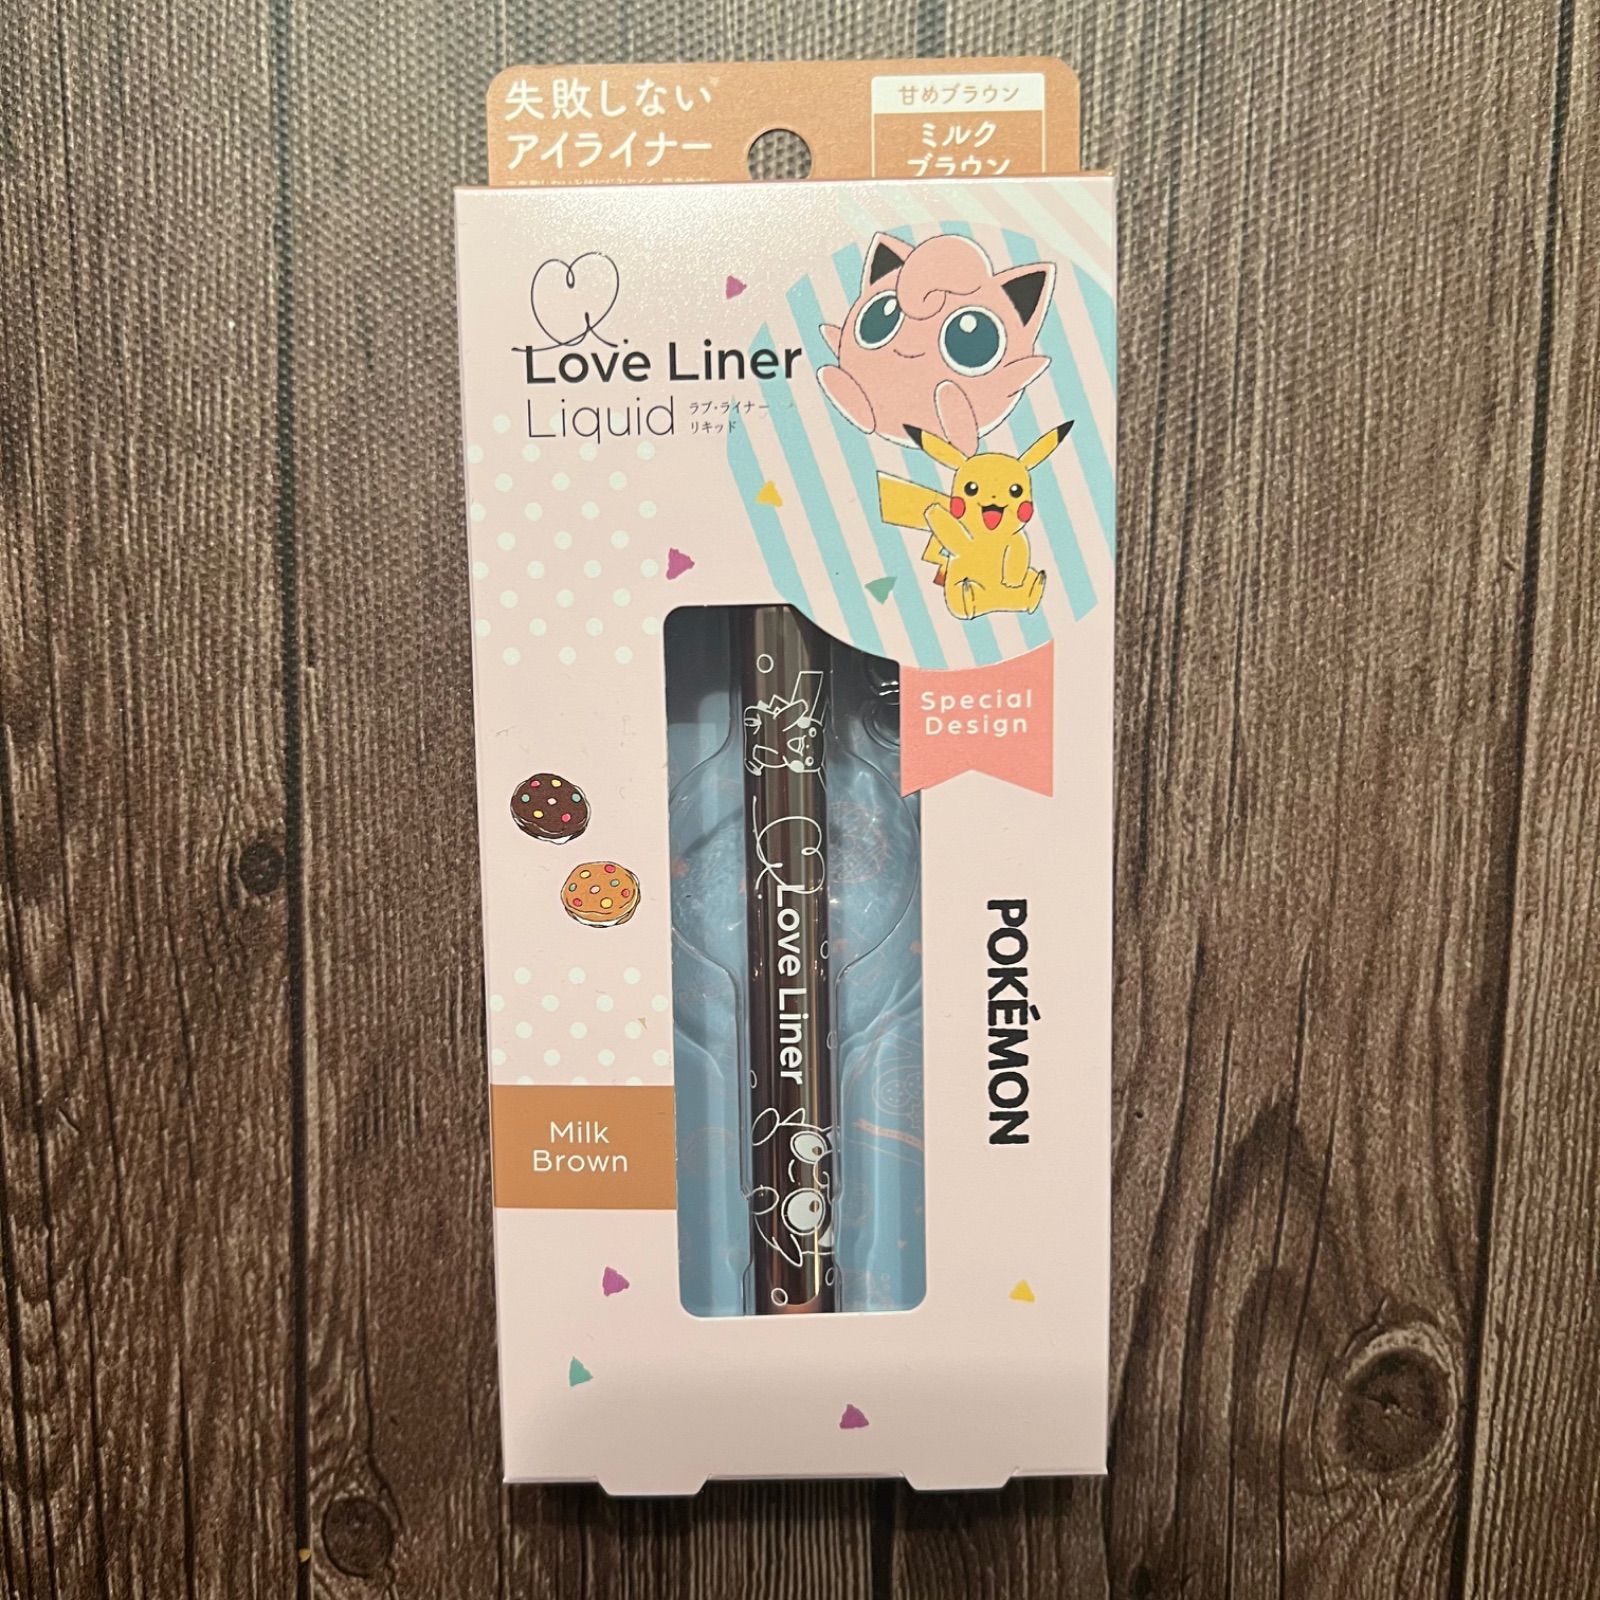 失敗しない
アイライナー
甘めブラウン
ミルク
ブラウン
Love Liner
Liquid
ラブ・ライナー
リキッド
Special
Design
Love Liner
POKÉMON
Milk
Brown